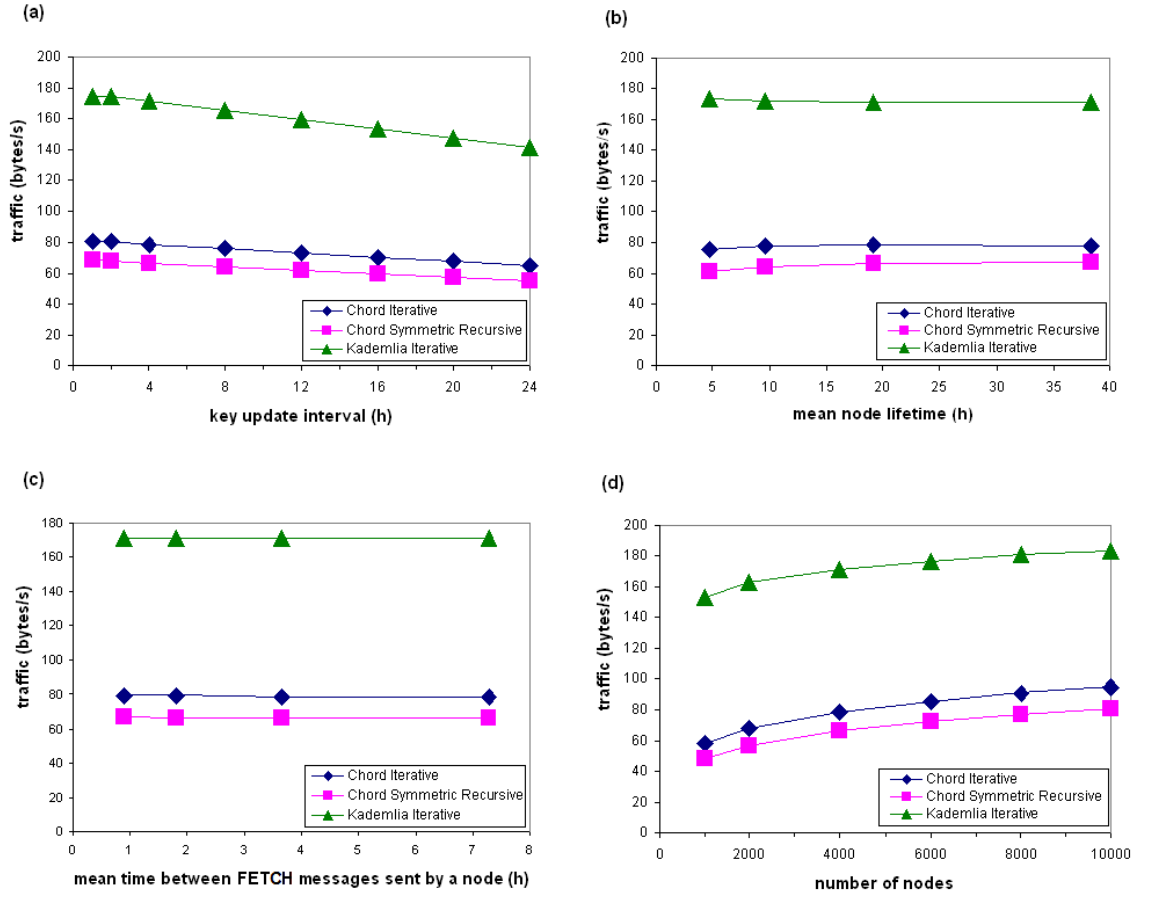 (a)
200
180
160
140
120
100
80
60
40
20
0
traffic (bytes/s)
0 4 8 12 16 20 24
key update interval (h)
Chord Iterative
Chord Symmetric Recursive
Kademlia Iterative
(b)
200
180
160
140
120
100
80
60
40
20
0
traffic (bytes/s)
0 5 10 15 20 25 30 35 40
mean node lifetime (h)
Chord Iterative
Chord Symmetric Recursive
Kademlia Iterative
(c)
180
160
140
120
100
80
60
40
20
0
traffic (bytes/s)
0 1 2 3 4 5 6 7 8
mean time between FETCH messages sent by a node (h)
Chord Iterative
Chord Symmetric Recursive
Kademlia Iterative
(d)
200
180
160
140
120
100
80
60
40
20
0
traffic (bytes/s)
0 2000 4000 6000 8000 10000
number of nodes
Chord Iterative
Chord Symmetric Recursive
Kademlia Iterative